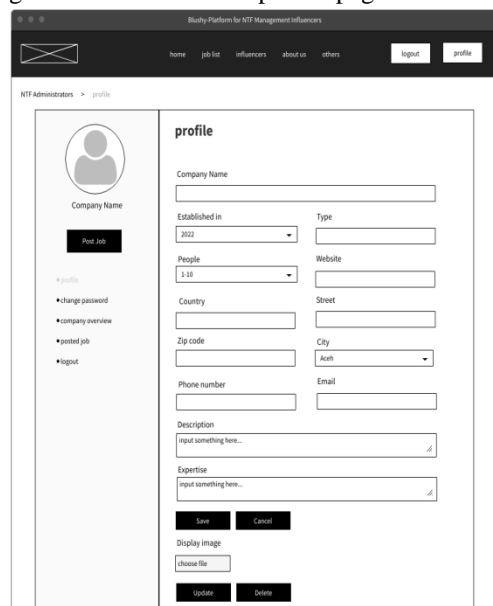 Blushy-Platform for NTF Management Influencers
home job list influencers about us others logout profile
NTF Administrators > profile
Company Name
Post Job
profile
change password
company overview
posted job
logout
profile
Company Name
Established in Type
2022
People Website
1-10
Country Street
Zip code City
Aceh
Phone number Email
Description
input something here...
Expertise
input something here...
Save Cancel
Display image
choose file
Update Delete